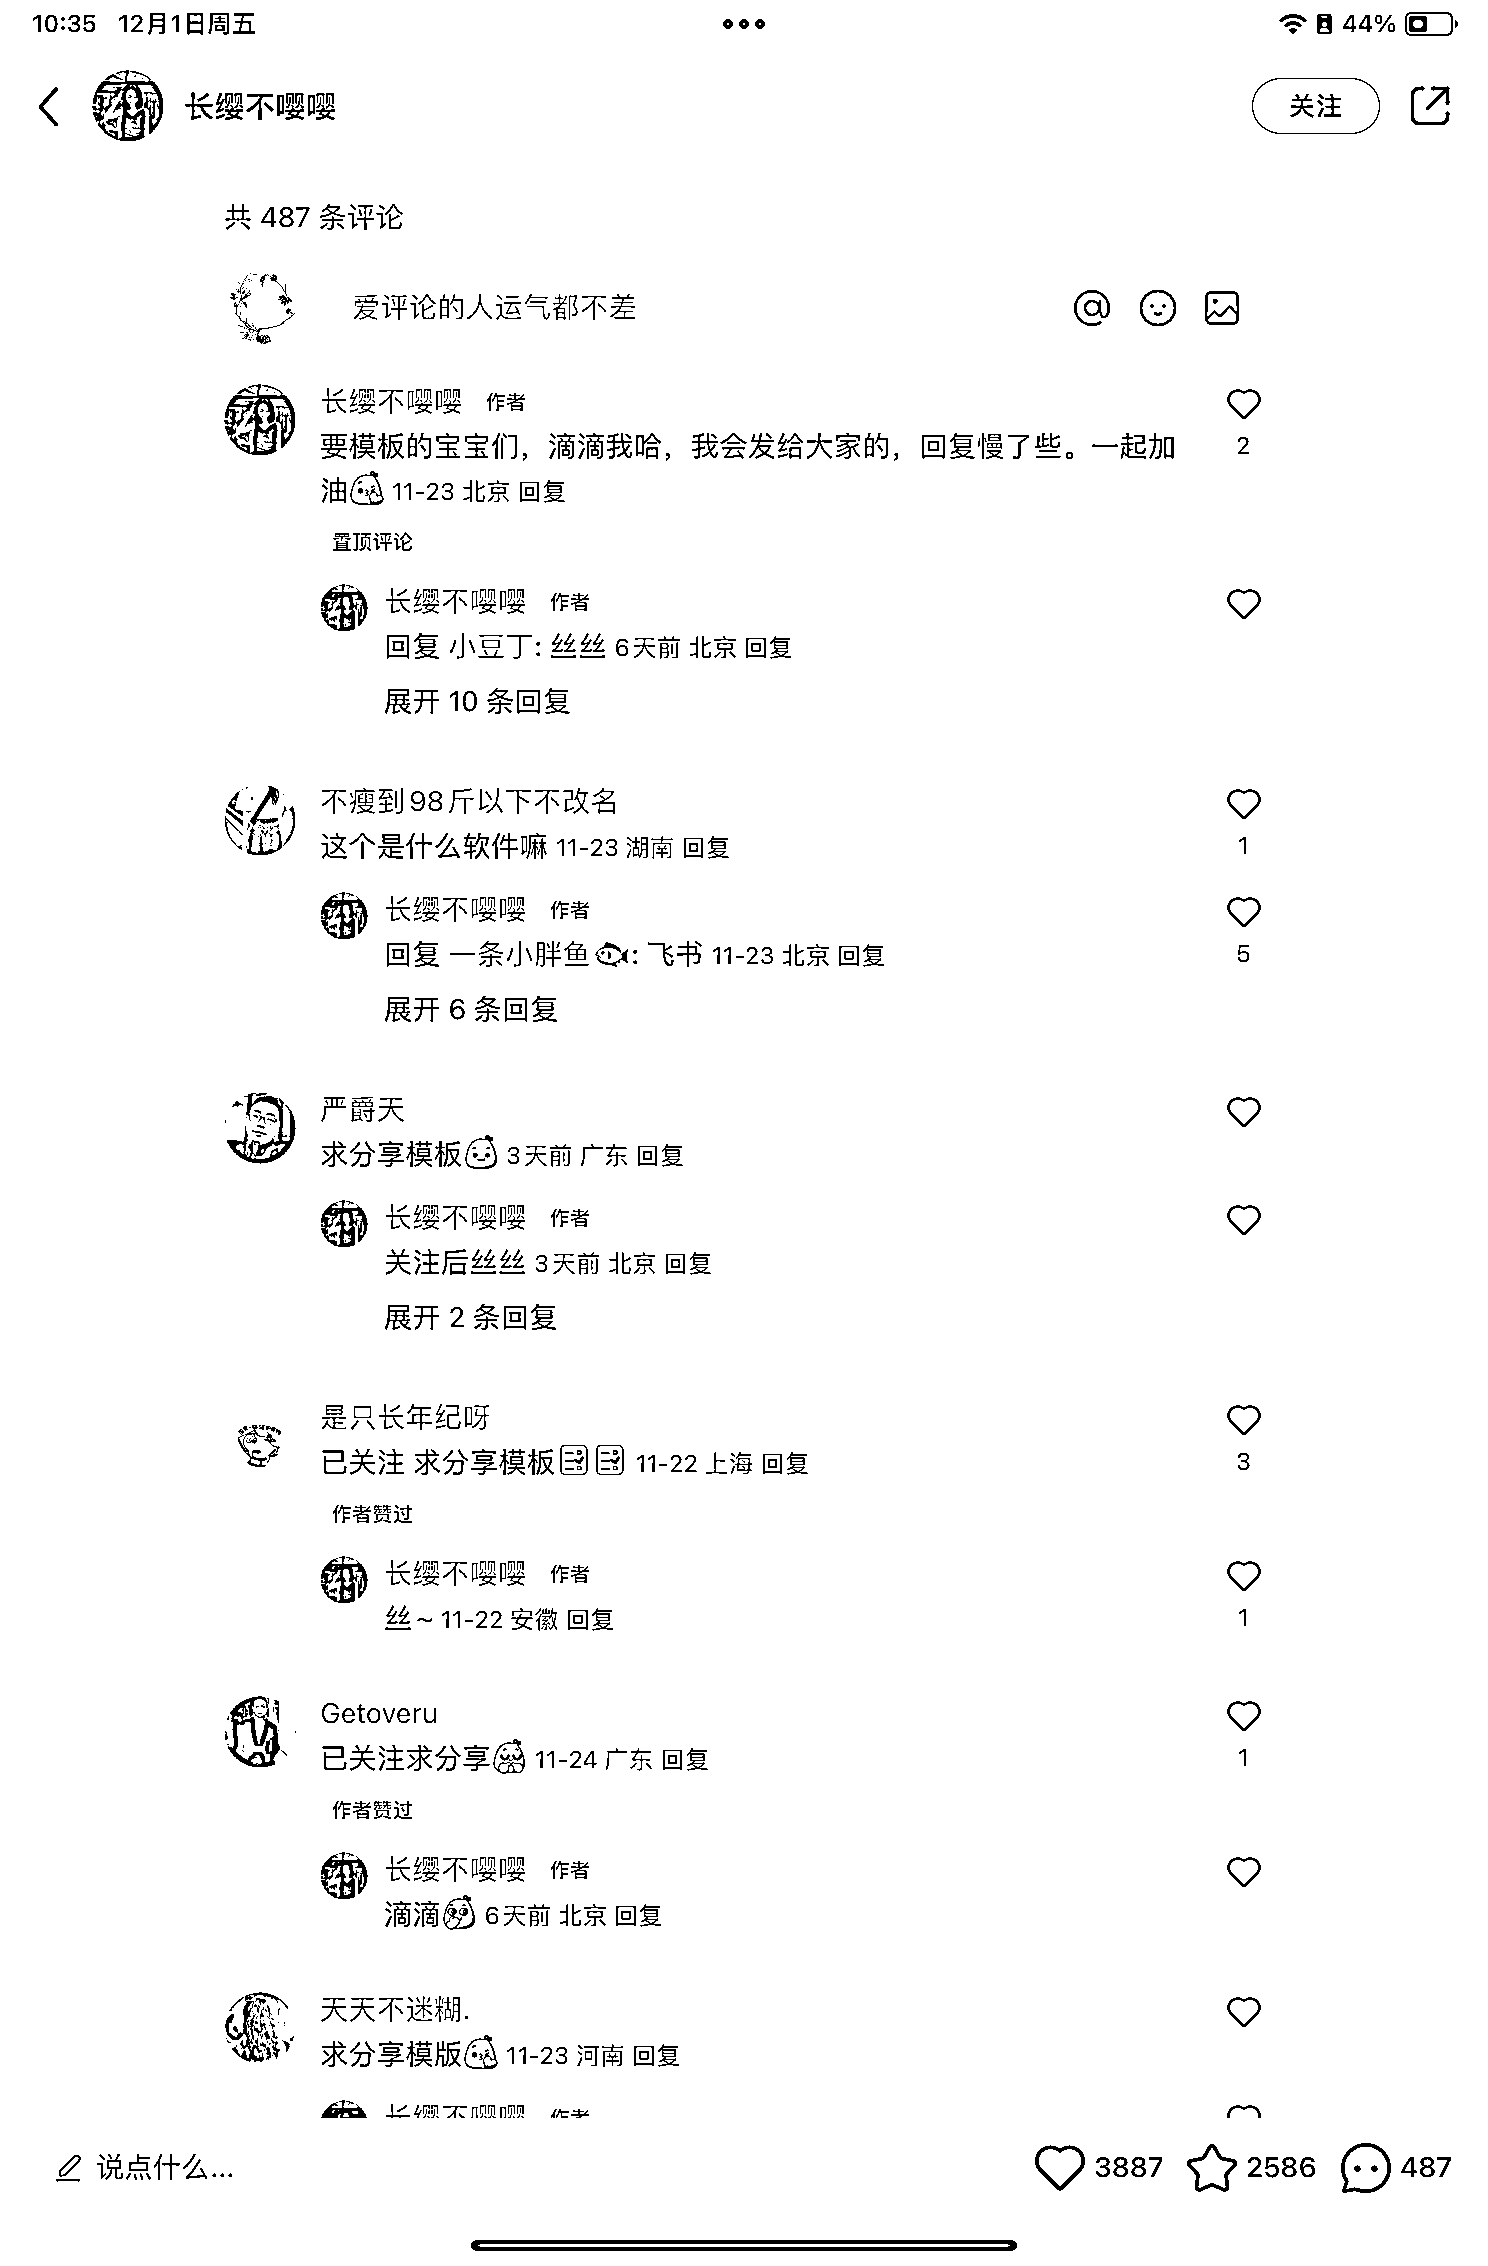 10:35 12月1日周五
44%
长缨不嘤嘤
关注
共 487 条评论
爱评论的人运气都不差
长缨不嘤嘤 作者
要模板的宝宝们，滴滴我哈，我会发给大家的，回复慢了些。一起加
2
油 11-23 北京 回复
置顶评论
长缨不嘤嘤 作者
回复 小豆丁: 丝丝 6天前 北京 回复
展开 10 条回复
不瘦到98斤以下不改名
这个是什么软件嘛 11-23 湖南 回复
1
长缨不嘤嘤 作者
回复 一条小胖鱼🐟: 飞书 11-23 北京 回复
5
展开 6 条回复
严爵天
求分享模板 3天前 广东 回复
长缨不嘤嘤 作者
关注后丝丝 3天前 北京 回复
展开 2 条回复
是只长年纪呀
已关注 求分享模板 11-22 上海 回复
3
作者赞过
长缨不嘤嘤 作者
丝~ 11-22 安徽 回复
1
Getoveru
已关注求分享 11-24 广东 回复
1
作者赞过
长缨不嘤嘤 作者
滴滴 6天前 北京 回复
天天不迷糊.
求分享模版 11-23 河南 回复
长缨不嘤嘤 作者
说点什么...
3887 2586 487